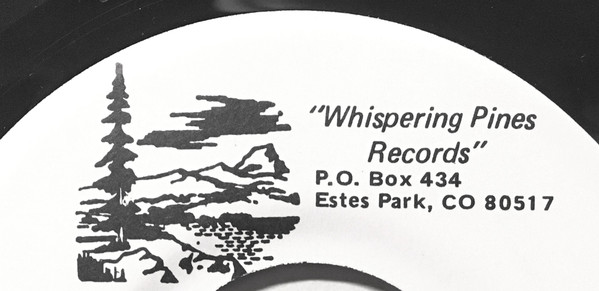 "Whispering Pines
Records"
P.O. Box 434
Estes Park, CO 80517